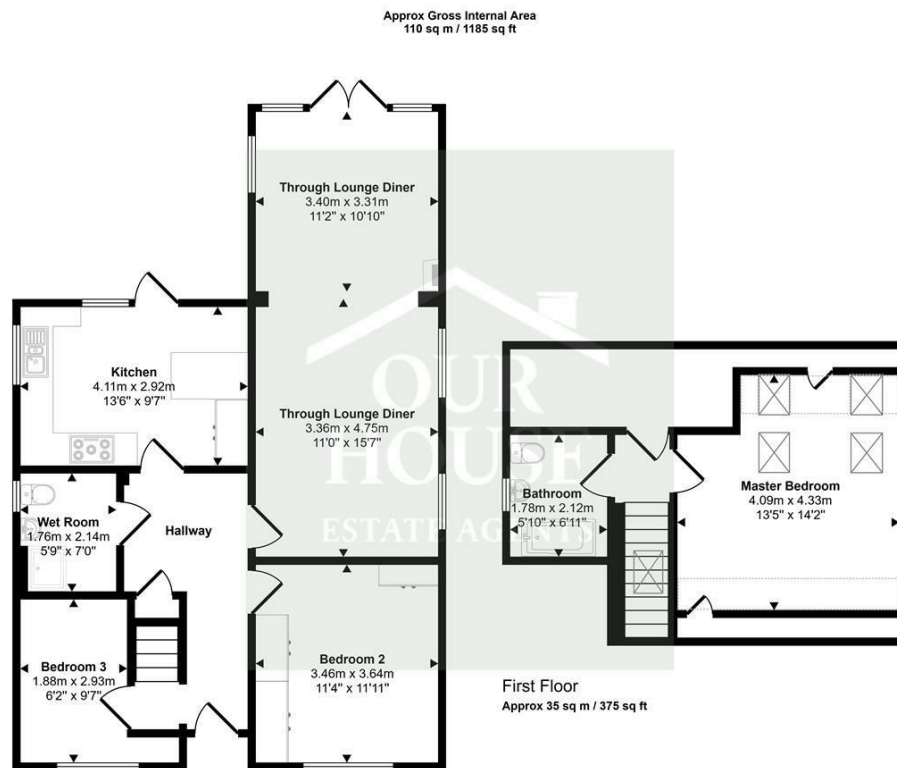 Approx Gross Internal Area
110 sq m / 1185 sq ft
Through Lounge Diner
3.40m x 3.31m
11'2" x 10'10"
Kitchen
4.11m x 2.92m
13'6" x 9'7"
Through Lounge Diner
3.36m x 4.75m
11'0" x 15'7"
OUR
HOUSE
ESTATE AGENTS
Wet Room
1.76m x 2.14m
5'9" x 7'0"
Hallway
Bathroom
1.78m x 2.12m
5'10" x 6'11"
Master Bedroom
4.09m x 4.33m
13'5" x 14'2"
Bedroom 3
1.88m x 2.93m
6'2" x 9'7"
Bedroom 2
3.46m x 3.64m
11'4" x 11'11"
First Floor
Approx 35 sq m / 375 sq ft